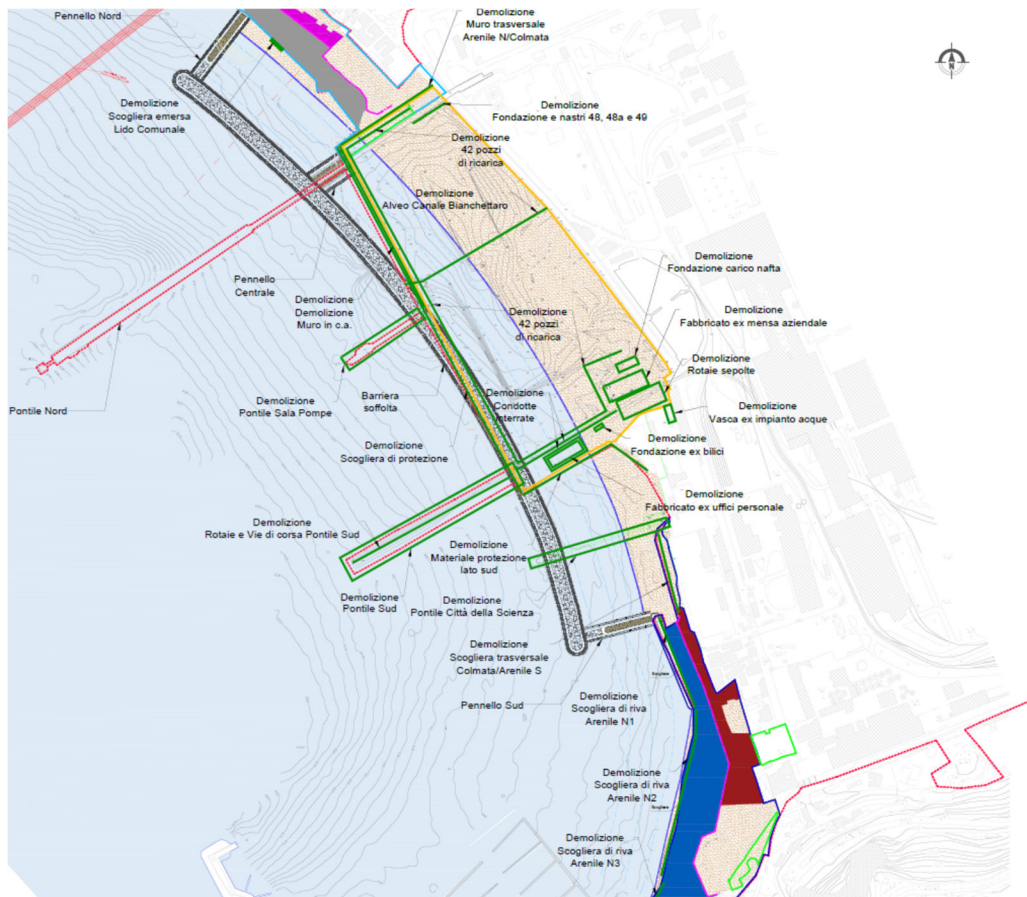 Pennello Nord
Demolizione
Muro trasversale
Arenile N/Colmata
N
Demolizione
Scogliera emersa
Lido Comunale
Demolizione
Fondazione e nastri 48, 48a e 49
Demolizione
42 pozzi
di ricarica
Demolizione
Alveo Canale Bianchettaro
Demolizione
Fondazione carico nafta
Pennello
Centrale
Demolizione
Demolizione
Muro in c.a.
Demolizione
42 pozzi
di ricarica
Demolizione
Fabbricato ex mensa aziendale
Demolizione
Rotaie sepolte
Pontile Nord
Demolizione
Pontile Sala Pompe
Barriera
soffolta
Demolizione
Condotte
interrate
Demolizione
Vasca ex impianto acque
Demolizione
Scogliera di protezione
Demolizione
Fondazione ex bilici
Demolizione
Fabbricato ex uffici personale
Demolizione
Rotaie e Vie di corsa Pontile Sud
Demolizione
Materiale protezione
lato sud
Demolizione
Pontile Sud
Demolizione
Pontile Città della Scienza
Demolizione
Scogliera trasversale
Colmata/Arenile S
Pennello Sud
Demolizione
Scogliera di riva
Arenile N1
Demolizione
Scogliera di riva
Arenile N2
Demolizione
Scogliera di riva
Arenile N3